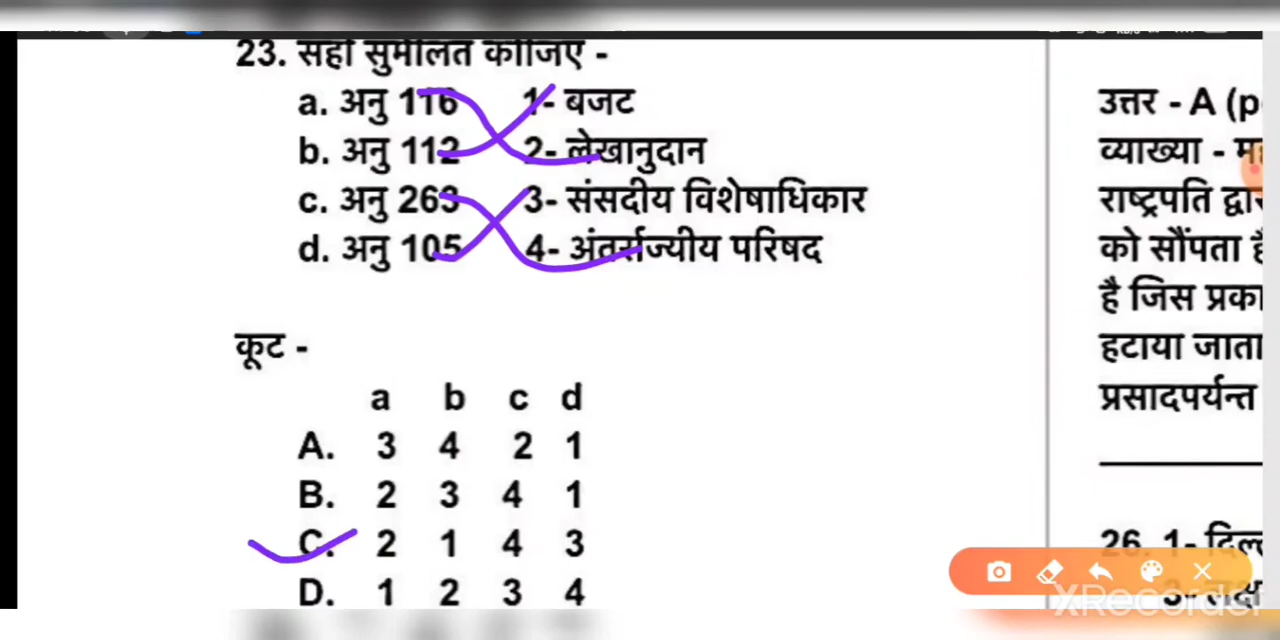 23. सही सुमीलित कीजिए -
a. अनु 116 1- बजट
b. अनु 112 2- लेखानुदान
c. अनु 263 3- संसदीय विशेषाधिकार
d. अनु 105 4- अंतर्राज्यीय परिषद
कूट -
a b c d
A. 3 4 2 1
B. 2 3 4 1
C. 2 1 4 3
D. 1 2 3 4
उत्तर - A (p
व्याख्या -
राष्ट्रपति
को सौंपता
है जिस
हटाया जाता
प्रसादपर्यन्त
26. 1-
3-
XRecorder